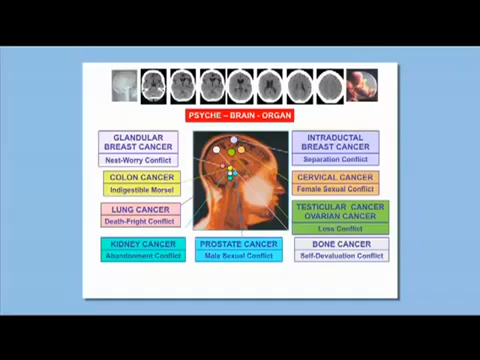 PSYCHE – BRAIN - ORGAN
GLANDULAR
BREAST CANCER
Nest-Worry Conflict
INTRADUCTAL
BREAST CANCER
Separation Conflict
COLON CANCER
Indigestible Morsel
CERVICAL CANCER
Female Sexual Conflict
LUNG CANCER
Death-Fright Conflict
TESTICULAR CANCER
OVARIAN CANCER
Loss Conflict
KIDNEY CANCER
Abandonment Conflict
PROSTATE CANCER
Male Sexual Conflict
BONE CANCER
Self-Devaluation Conflict